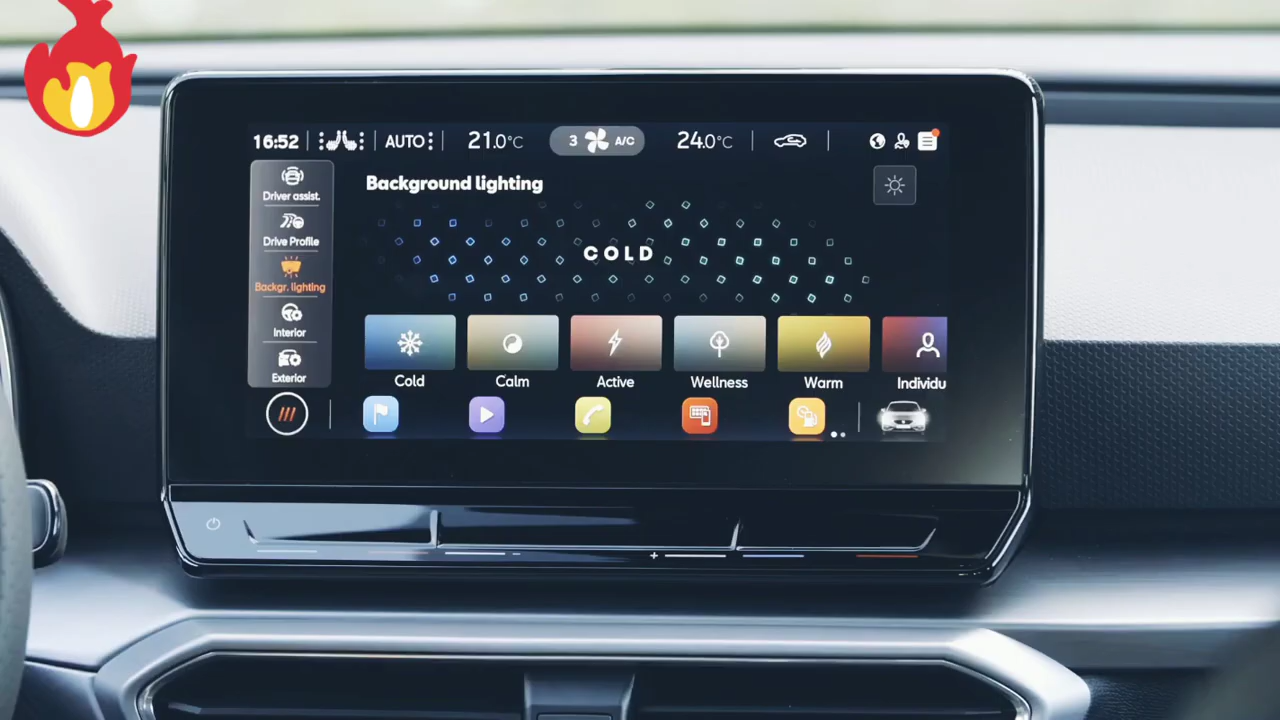 16:52 AUTO 21.0°C 3 A/C 24.0°C
Driver assist.
Drive Profile
Backgr. lighting
Interior
Exterior
Background lighting
COLD
Cold Calm Active Wellness Warm Individu